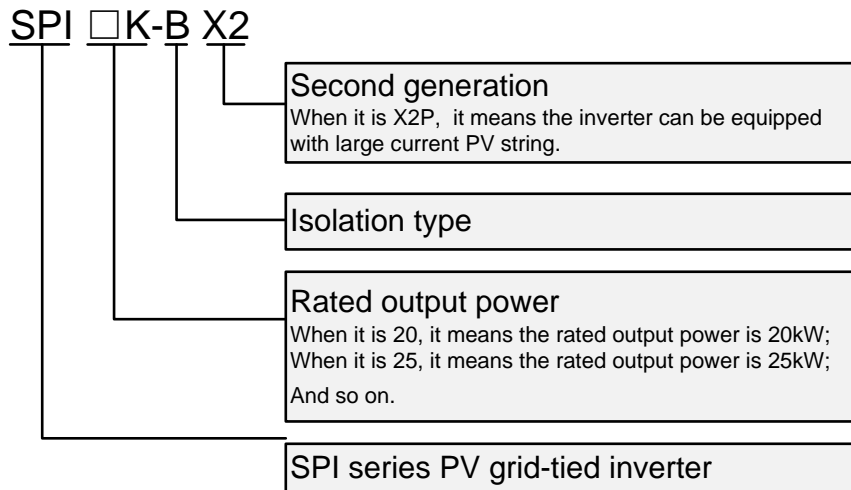 SPI □K-B X2
Second generation
When it is X2P, it means the inverter can be equipped
with large current PV string.
Isolation type
Rated output power
When it is 20, it means the rated output power is 20kW;
When it is 25, it means the rated output power is 25kW;
And so on.
SPI series PV grid-tied inverter